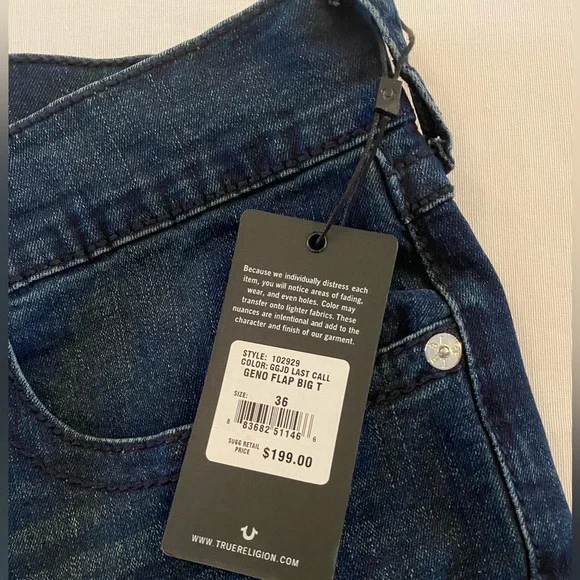 Because we individually distress each
item, you will notice areas of fading,
wear, and even holes. Color may
transfer onto lighter fabrics. These
nuances are intentional and add to the
character and finish of our garment.
STYLE: 102929
COLOR: GGJD LAST CALL
GENO FLAP BIG T
SIZE: 36
8 83682 51146 6
SUGG RETAIL
PRICE $199.00
WWW.TRUERELIGION.COM